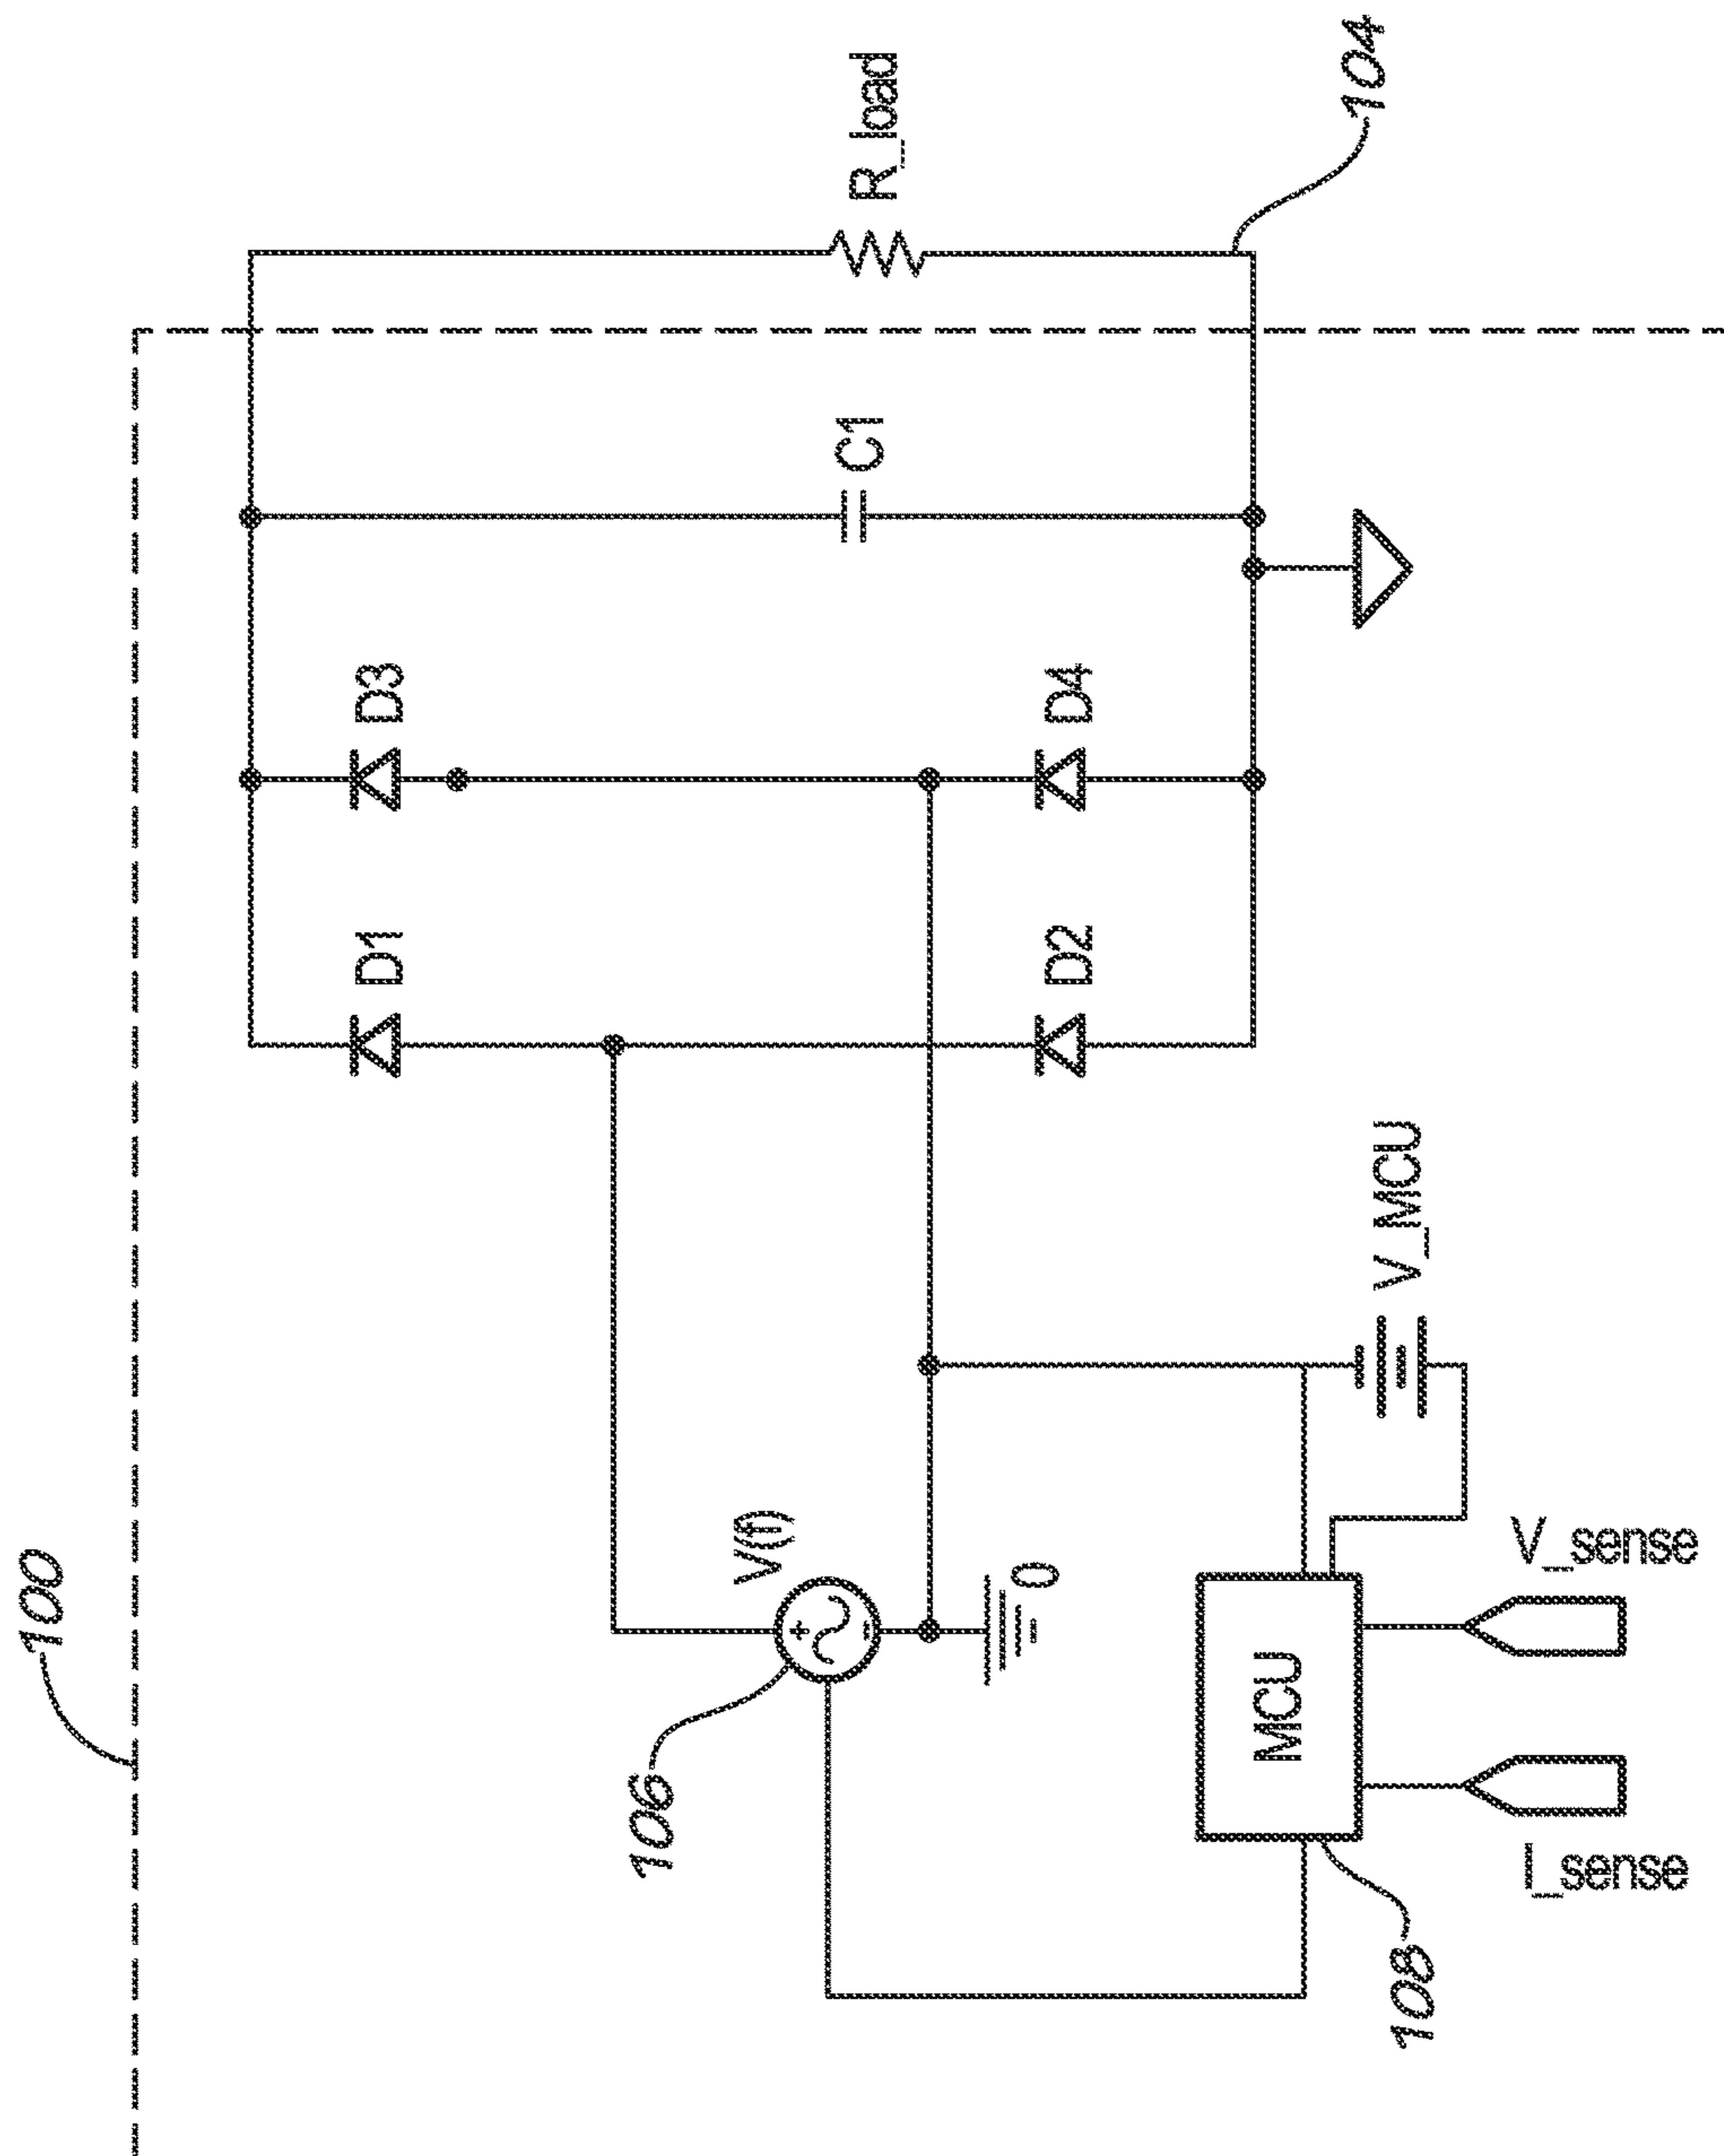 100
104
R_load
C1
D3
D4
D1
D2
V_MCU
V(f)
+
-
0
106
MCU
V_sense
I_sense
108